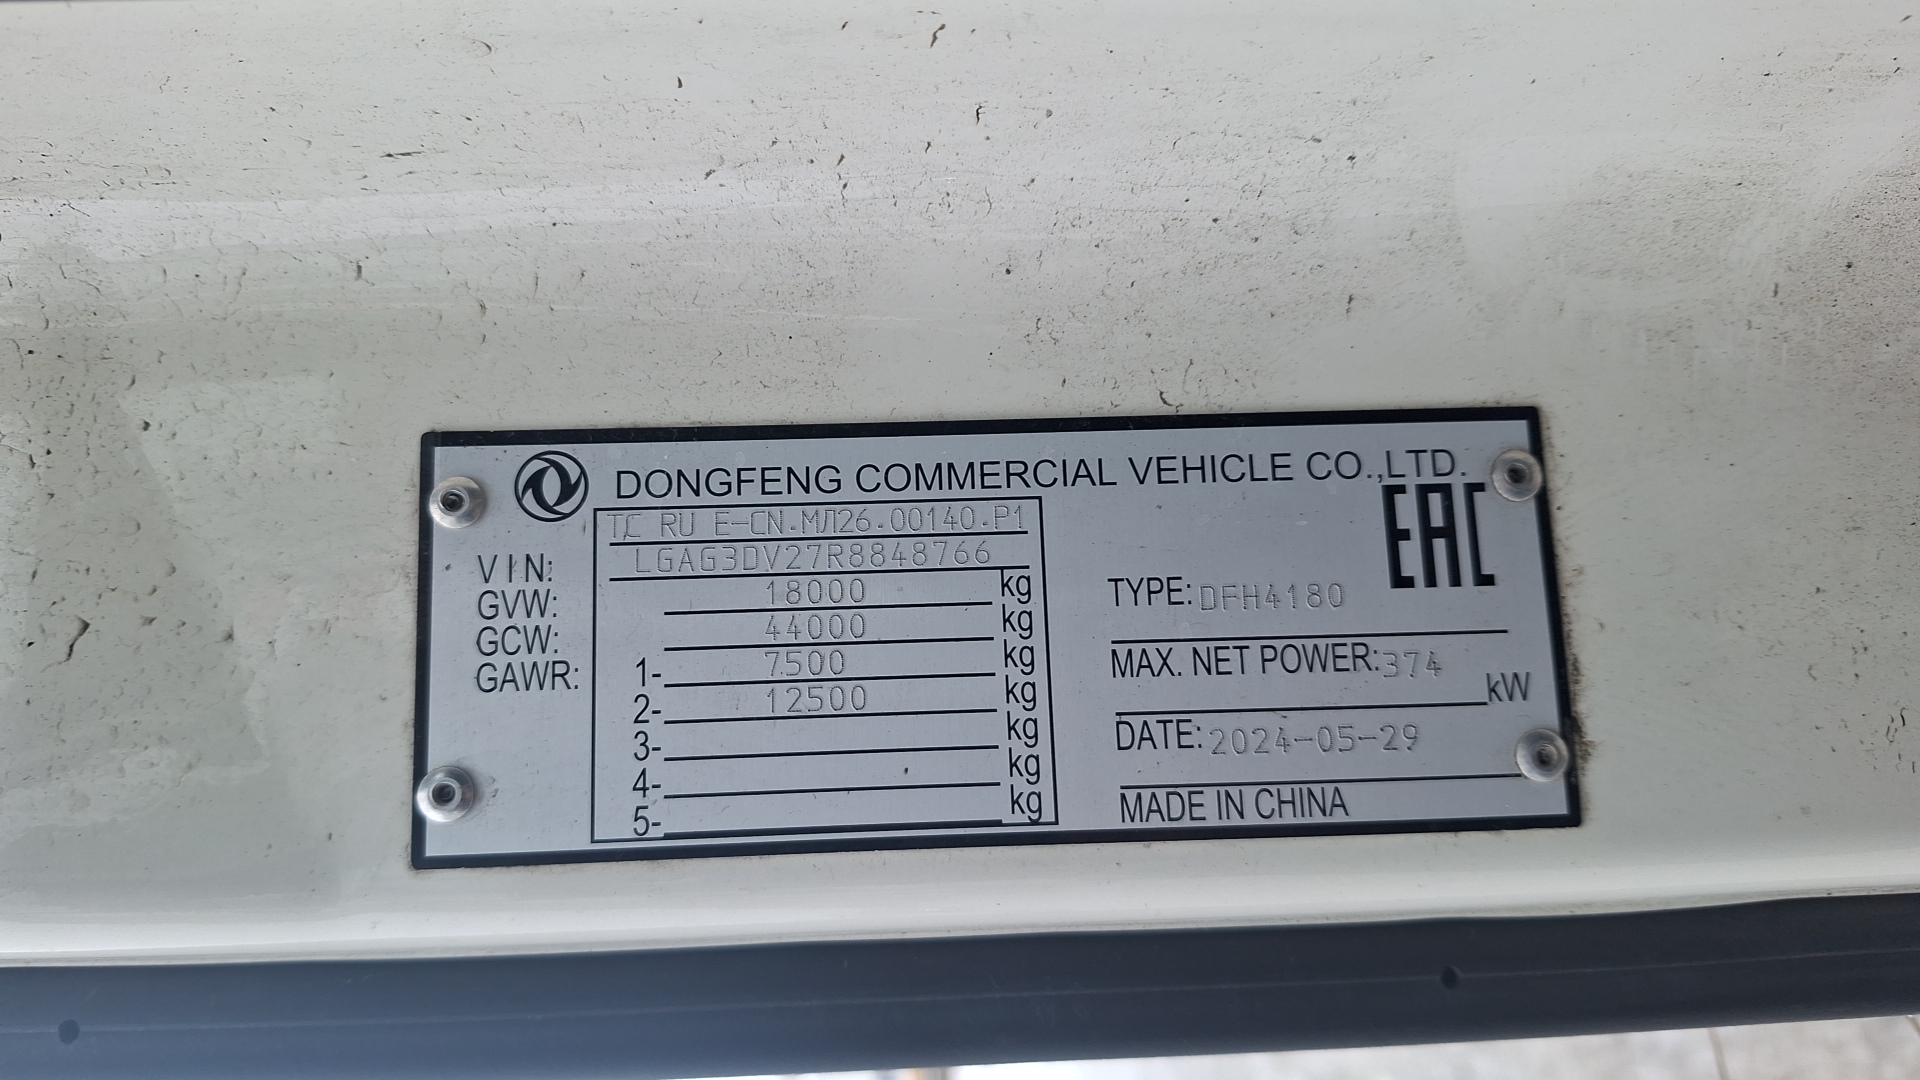 DONGFENG COMMERCIAL VEHICLE CO.,LTD.
EAC
TC RU E-CN.МЛ26.00140.P1
VIN: LGAG3DV27R8848766
GVW: 18000 kg
GCW: 44000 kg
GAWR: 1- 7500 kg
2- 12500 kg
3- kg
4- kg
5- kg
TYPE: DFH4180
MAX. NET POWER: 374 kW
DATE: 2024-05-29
MADE IN CHINA